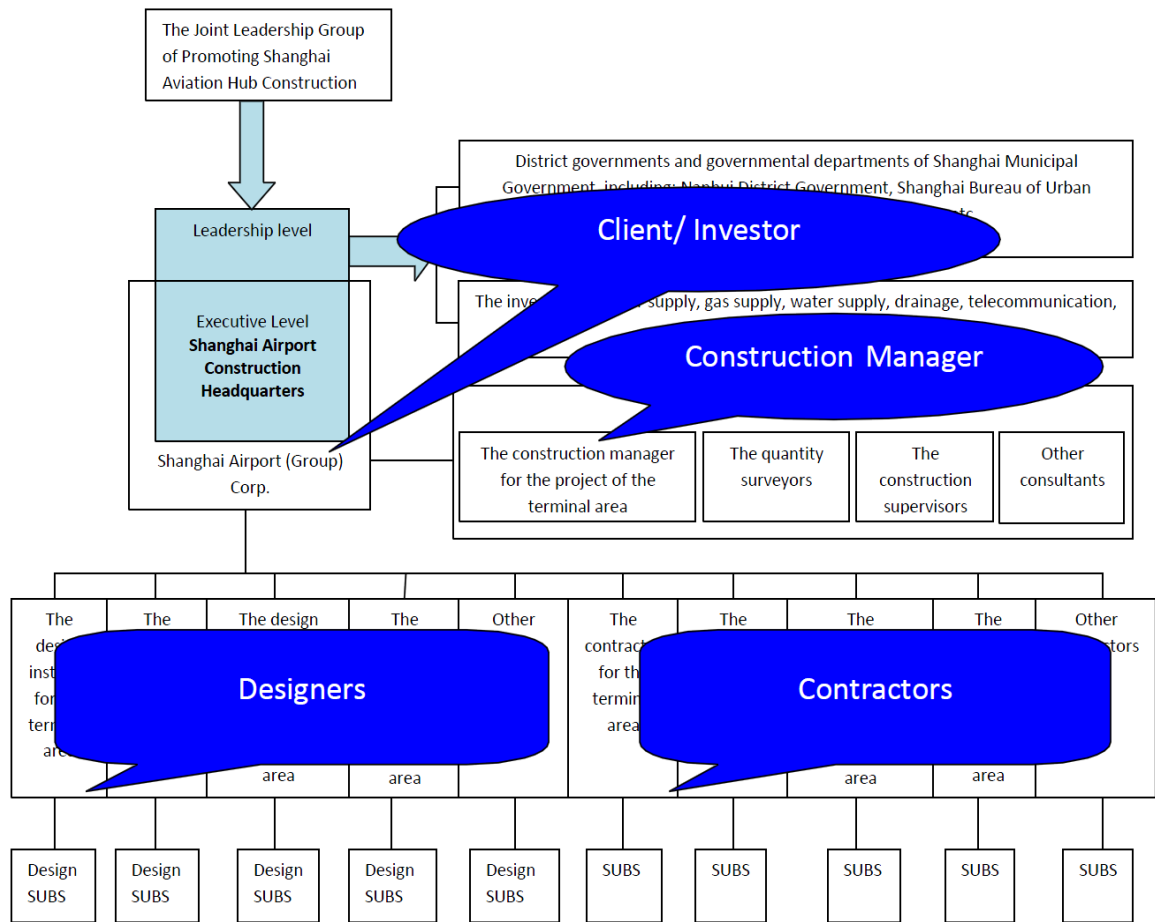 The Joint Leadership Group
of Promoting Shanghai
Aviation Hub Construction
District governments and governmental departments of Shanghai Municipal
Government, including: Nanhui District Government, Shanghai Bureau of Urban
etc
Leadership level
Client/ Investor
The supply, gas supply, water supply, drainage, telecommunication,
Executive Level
Shanghai Airport
Construction
Headquarters
Construction Manager
Shanghai Airport (Group)
Corp.
The construction manager
for the project of the
terminal area
The quantity
surveyors
The
construction
supervisors
Other
consultants
The
for
The
The design
area
The
area
Other
Designers
The
for
area
The
The
area
The
area
Other
Contractors
Design
SUBS
Design
SUBS
Design
SUBS
Design
SUBS
Design
SUBS
SUBS
SUBS
SUBS
SUBS
SUBS